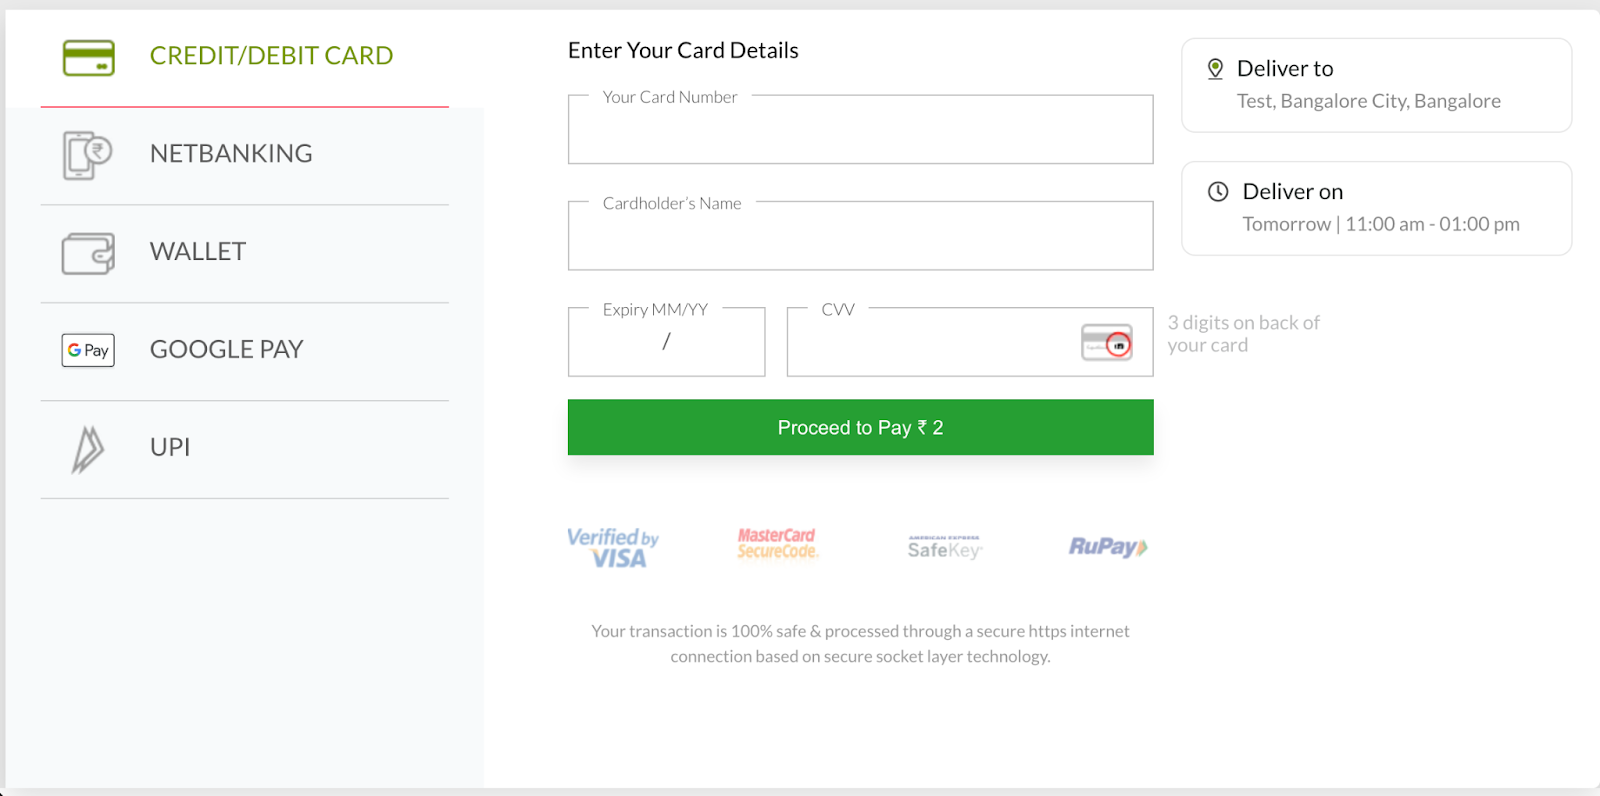 CREDIT/DEBIT CARD
NETBANKING
WALLET
G Pay
GOOGLE PAY
UPI
Enter Your Card Details
Your Card Number
Cardholder's Name
Expiry MM/YY
/
CVV
3 digits on back of
your card
Proceed to Pay ₹ 2
Verified by
VISA
MasterCard
SecureCode.
AMERICAN EXPRESS
SafeKey
RuPay
Your transaction is 100% safe & processed through a secure https internet
connection based on secure socket layer technology.
Deliver to
Test, Bangalore City, Bangalore
Deliver on
Tomorrow | 11:00 am - 01:00 pm